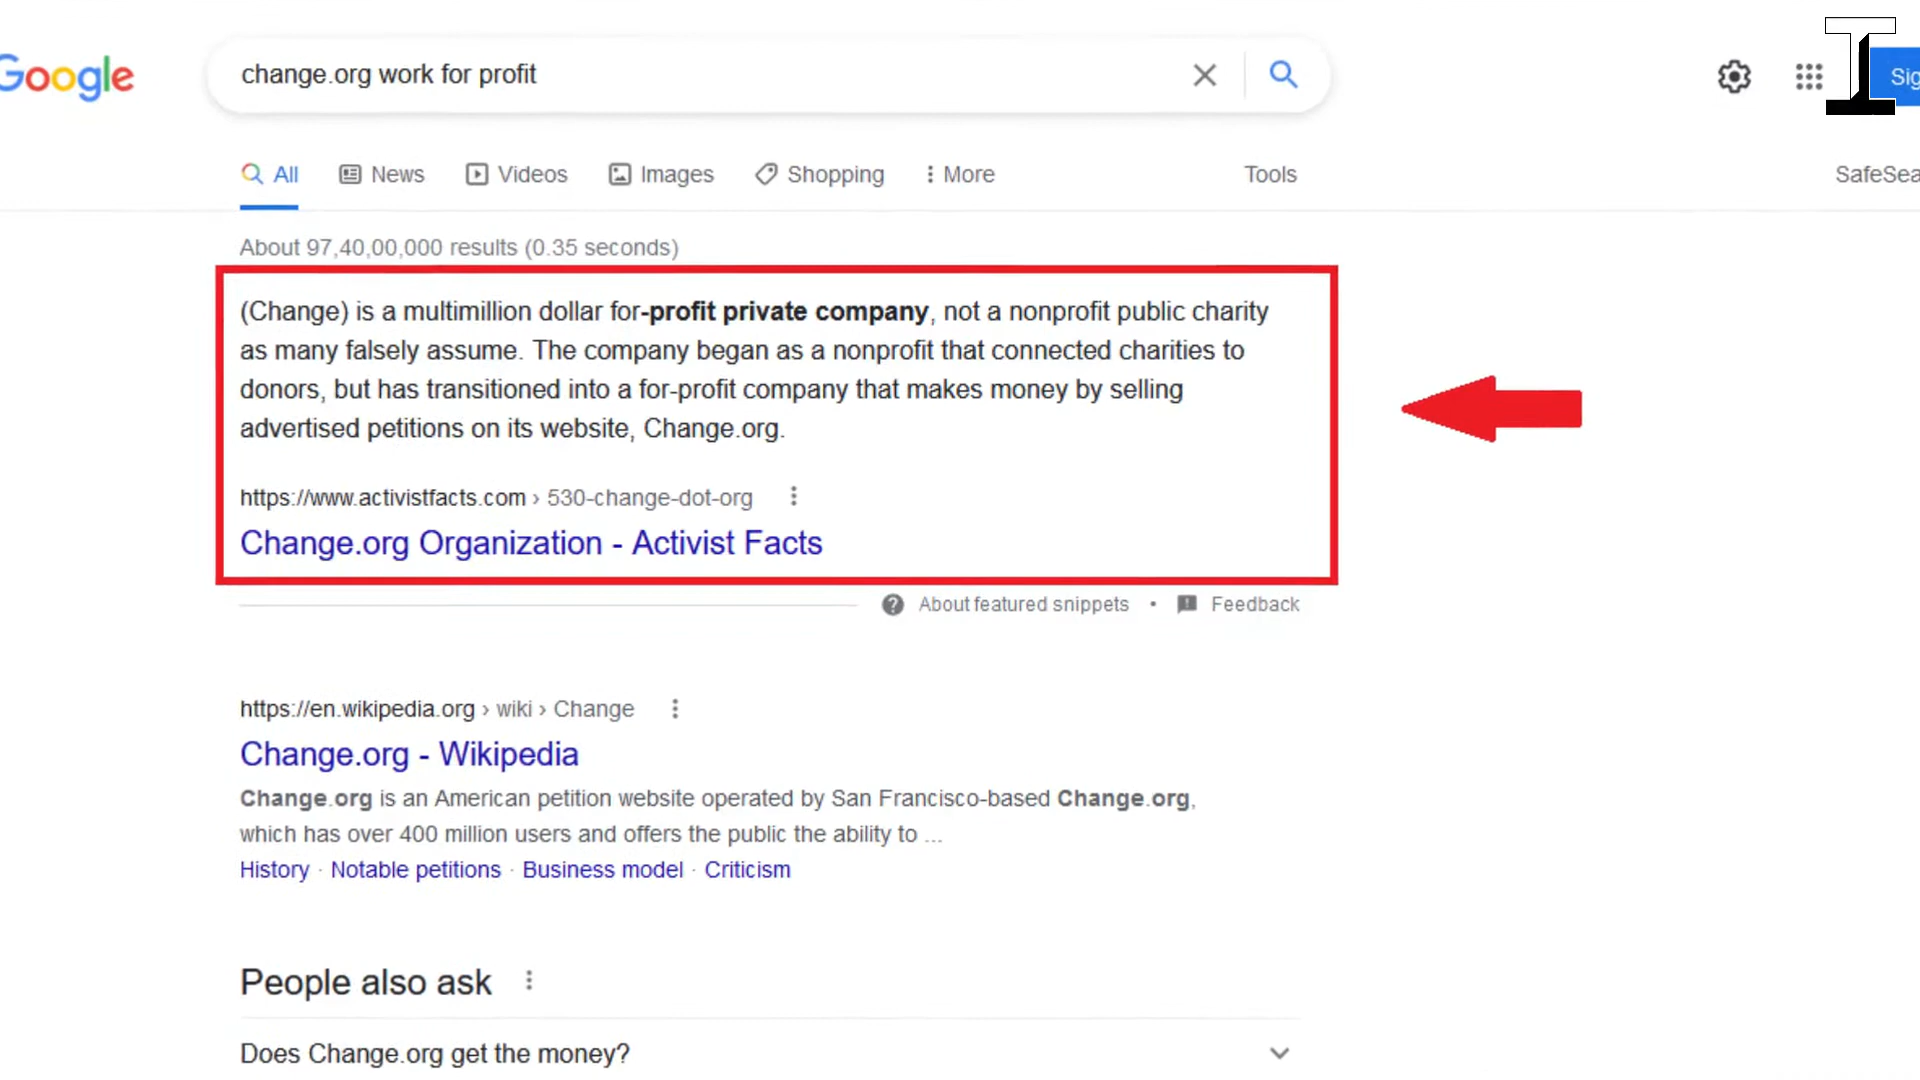 Google
change.org work for profit
I
Sig
All
News
Videos
Images
Shopping
More
Tools
SafeSea
About 97,40,00,000 results (0.35 seconds)
(Change) is a multimillion dollar for-profit private company, not a nonprofit public charity
as many falsely assume. The company began as a nonprofit that connected charities to
donors, but has transitioned into a for-profit company that makes money by selling
advertised petitions on its website, Change.org.
https://www.activistfacts.com › 530-change-dot-org
Change.org Organization - Activist Facts
About featured snippets • Feedback
https://en.wikipedia.org › wiki › Change
Change.org - Wikipedia
Change.org is an American petition website operated by San Francisco-based Change.org,
which has over 400 million users and offers the public the ability to ...
History · Notable petitions · Business model · Criticism
People also ask
Does Change.org get the money?